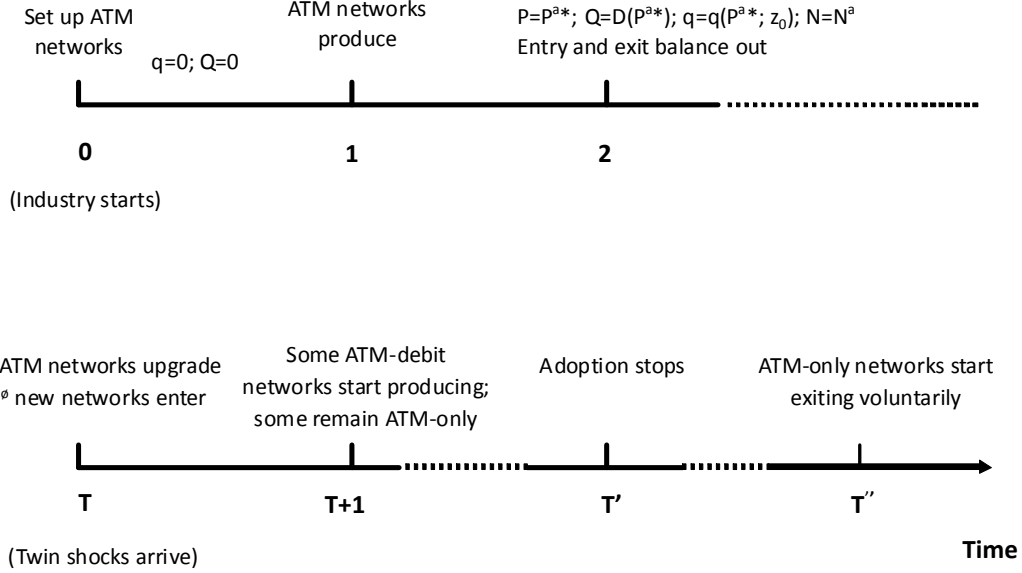 Set up ATM
networks
q=0; Q=0
ATM networks
produce
P=Pᵃ*; Q=D(Pᵃ*); q=q(Pᵃ*; z₀); N=Nᵃ
Entry and exit balance out
0
1
2
(Industry starts)
ATM networks upgrade
ø new networks enter
Some ATM-debit
networks start producing;
some remain ATM-only
Adoption stops
ATM-only networks start
exiting voluntarily
T
T+1
T’
T’’
Time
(Twin shocks arrive)